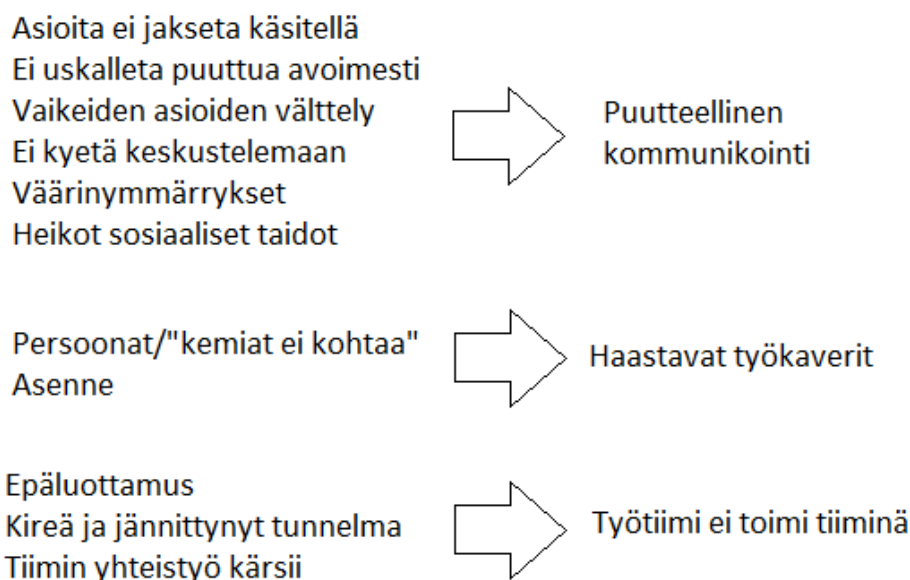 Asioita ei jakseta käsitellä
Ei uskalleta puuttua avoimesti
Vaikeiden asioiden välttely
Ei kyetä keskustelemaan
Väärinymmärrykset
Heikot sosiaaliset taidot
Puutteellinen
kommunikointi
Persoonat/"kemiat ei kohtaa"
Asenne
Haastavat työkaverit
Epäluottamus
Kireä ja jännittynyt tunnelma
Tiimin yhteistyö kärsii
Työtiimi ei toimi tiiminä